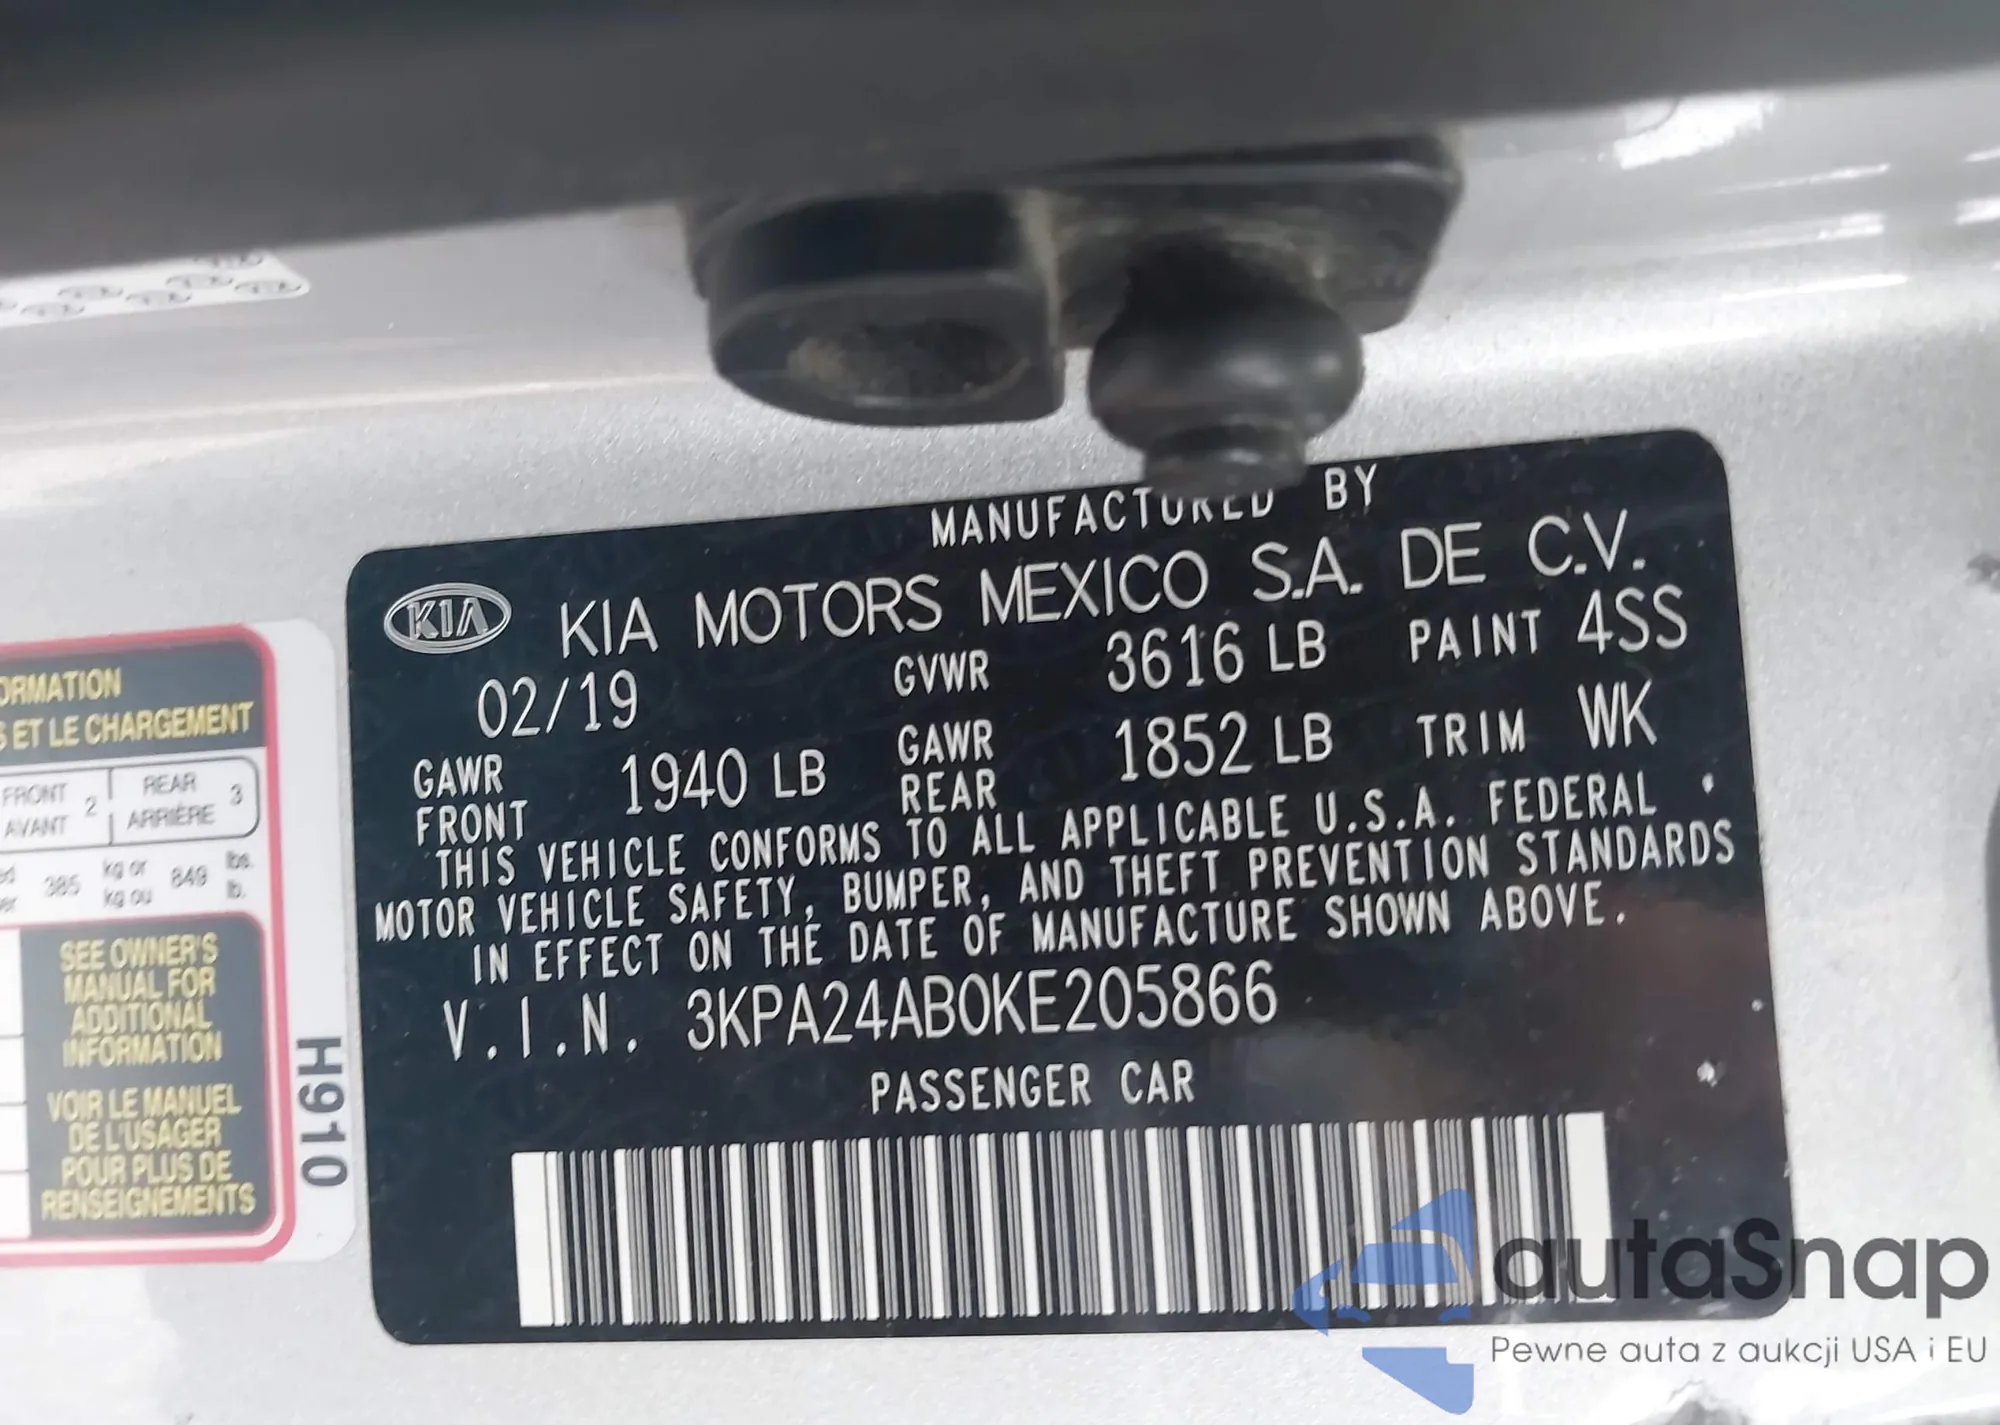 MANUFACTURED BY
KIA
KIA MOTORS MEXICO S.A. DE C.V.
02/19 GVWR 3616 LB PAINT 4SS
GAWR FRONT 1940 LB GAWR REAR 1852 LB TRIM WK
THIS VEHICLE CONFORMS TO ALL APPLICABLE U.S.A. FEDERAL
MOTOR VEHICLE SAFETY, BUMPER, AND THEFT PREVENTION STANDARDS
IN EFFECT ON THE DATE OF MANUFACTURE SHOWN ABOVE.
V.I.N. 3KPA24AB0KE205866
PASSENGER CAR
ORMATION
S ET LE CHARGEMENT
FRONT AVANT 2 REAR ARRIÈRE 3
385 kg or kg ou 849 lbs. lb.
SEE OWNER'S
MANUAL FOR
ADDITIONAL
INFORMATION
VOIR LE MANUEL
DE L'USAGER
POUR PLUS DE
RENSEIGNEMENTS
H910
autaSnap
Pewne auta z aukcji USA i EU